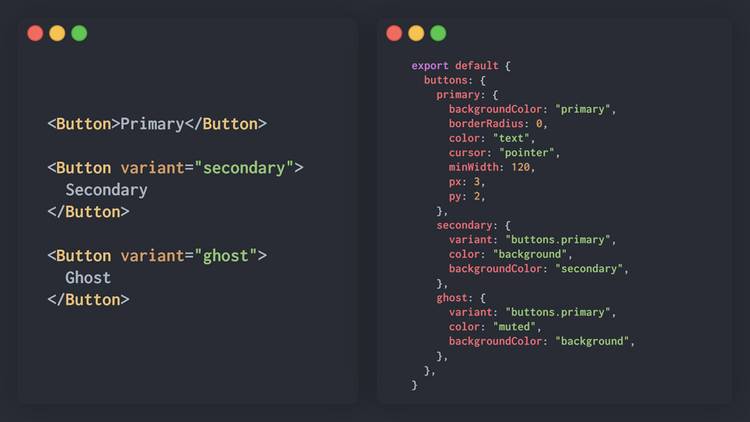 <Button>Primary</Button>
<Button variant="secondary">
Secondary
</Button>
<Button variant="ghost">
Ghost
</Button>
export default {
buttons: {
primary: {
backgroundColor: "primary",
borderRadius: 0,
color: "text",
cursor: "pointer",
minWidth: 120,
px: 3,
py: 2,
},
secondary: {
variant: "buttons.primary",
color: "background",
backgroundColor: "secondary",
},
ghost: {
variant: "buttons.primary",
color: "muted",
backgroundColor: "background",
},
},
}